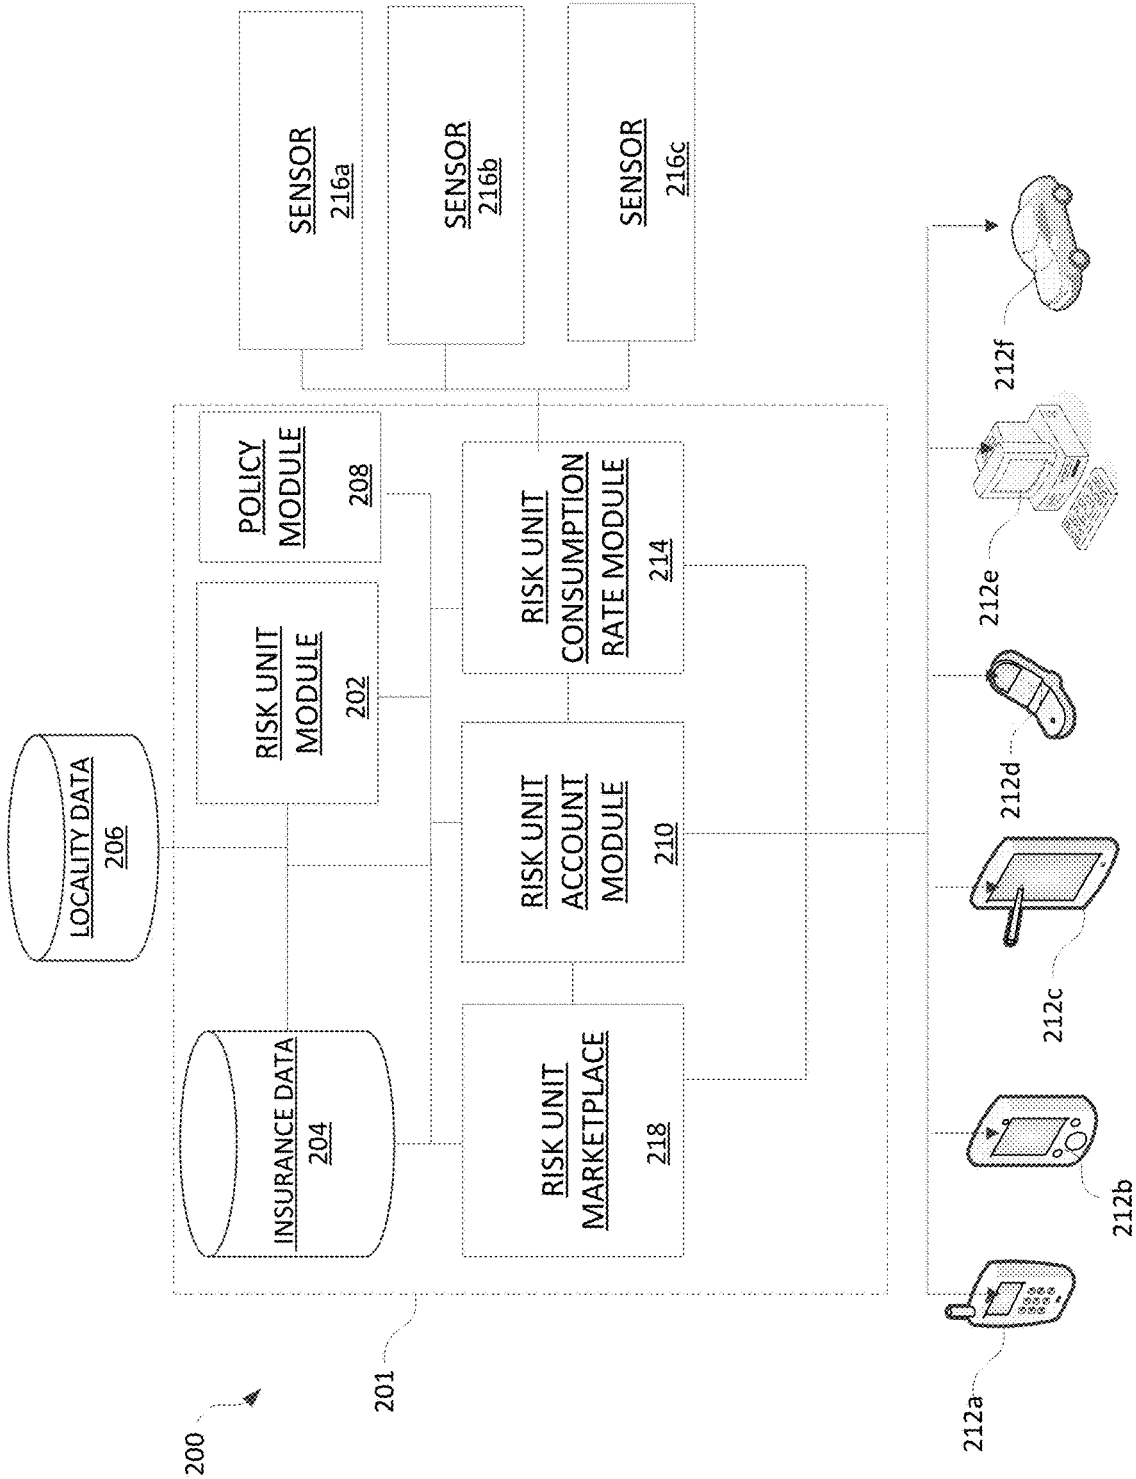 200
201
LOCALITY DATA
206
INSURANCE DATA
204
RISK UNIT
MODULE
202
POLICY
MODULE
208
RISK UNIT
MARKETPLACE
218
RISK UNIT
ACCOUNT
MODULE
210
RISK UNIT
CONSUMPTION
RATE MODULE
214
SENSOR
216a
SENSOR
216b
SENSOR
216c
212a
212b
212c
212d
212e
212f